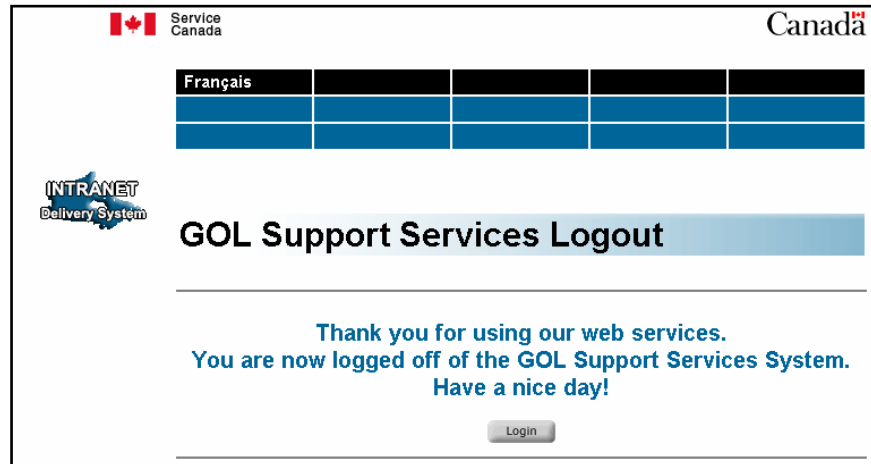 Service
Canada
Canada
Français
INTRANET
Delivery System
GOL Support Services Logout
Thank you for using our web services.
You are now logged off of the GOL Support Services System.
Have a nice day!
Login